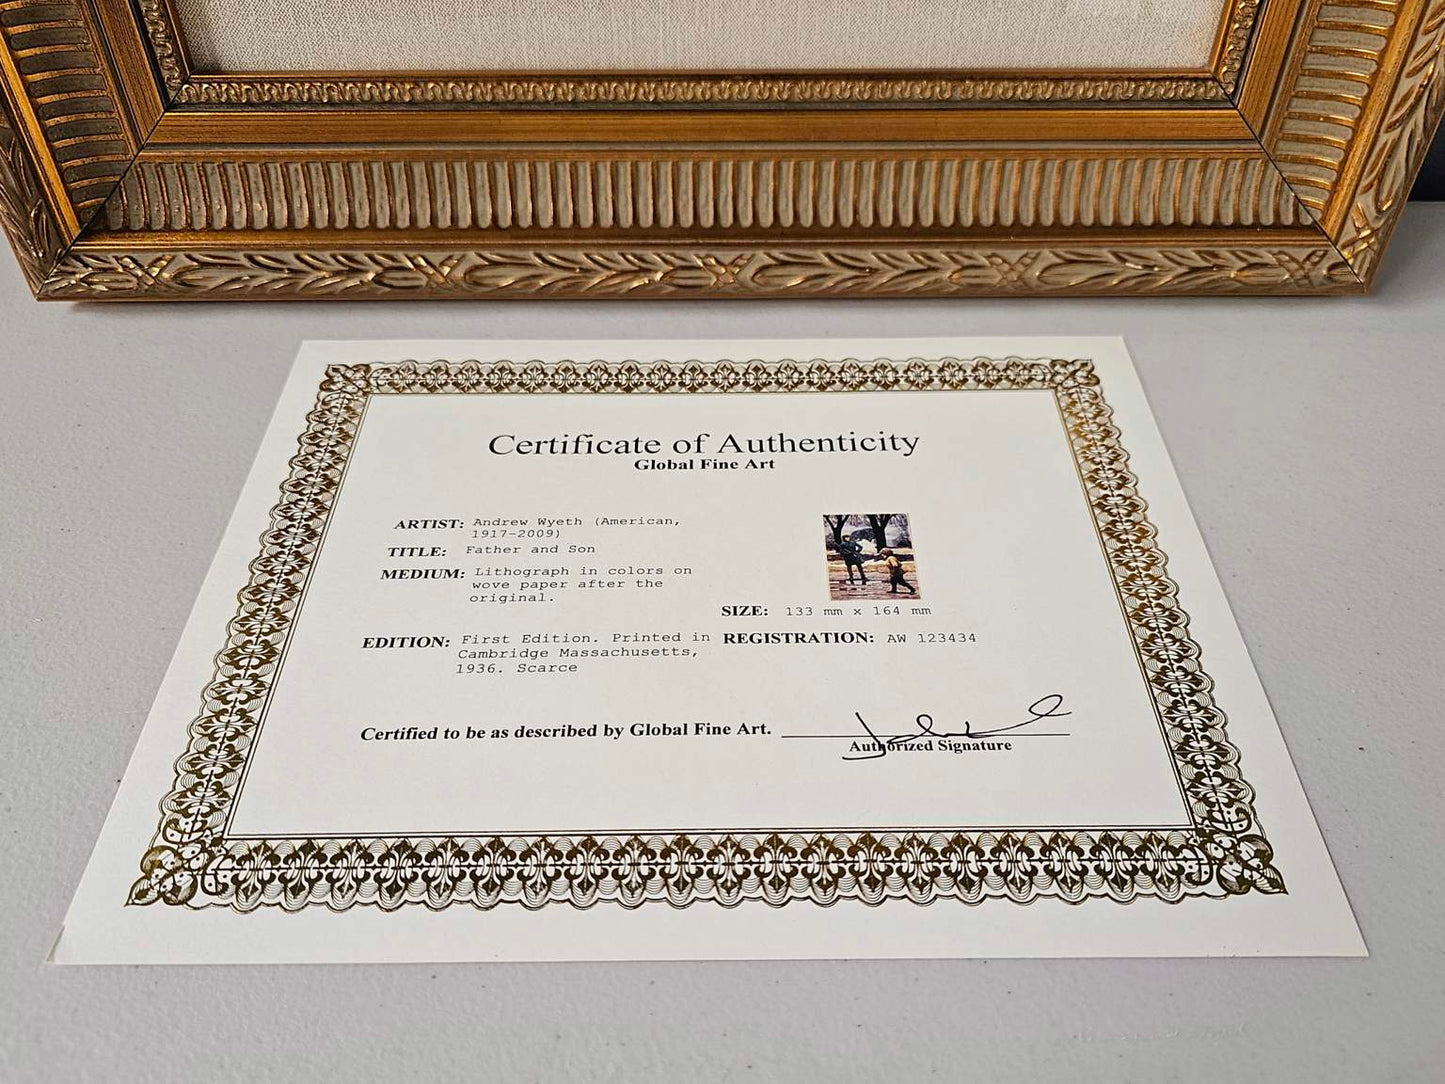 Certificate of Authenticity
Global Fine Art
ARTIST: Andrew Wyeth (American,
1917-2009)
TITLE: Father and Son
MEDIUM: Lithograph in colors on
wove paper after the
original.
SIZE: 133 mm x 164 mm
EDITION: First Edition. Printed in
Cambridge Massachusetts,
1936. Scarce
REGISTRATION: AW 123434
Certified to be as described by Global Fine Art.
Authorized Signature